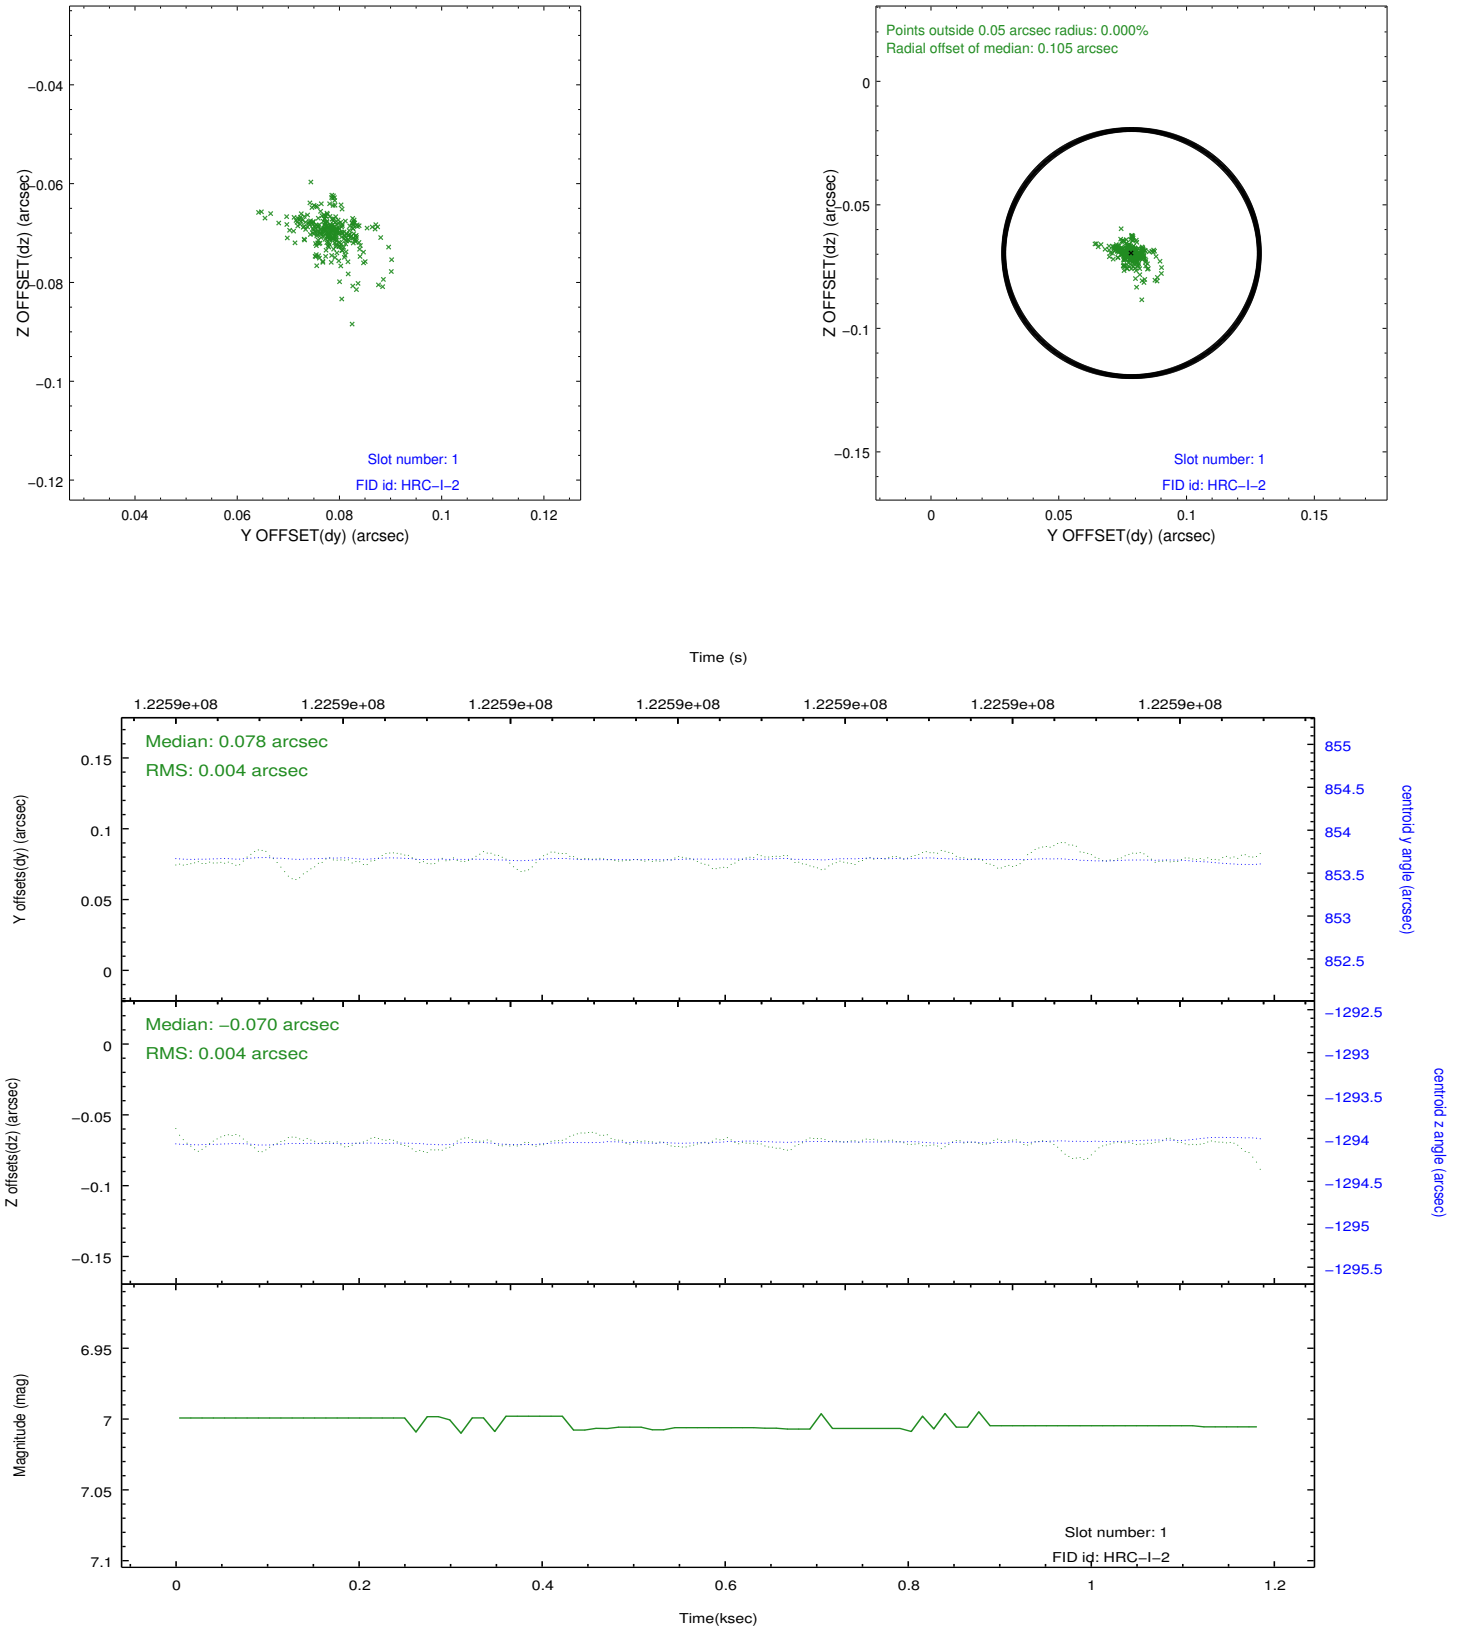 −0.04
−0.06
−0.08
−0.1
−0.12
Z OFFSET(dz) (arcsec)
Slot number: 1
FID id: HRC−I−2
0.04 0.06 0.08 0.1 0.12
Y OFFSET(dy) (arcsec)
Points outside 0.05 arcsec radius: 0.000%
Radial offset of median: 0.105 arcsec
0
−0.05
−0.1
−0.15
Z OFFSET(dz) (arcsec)
Slot number: 1
FID id: HRC−I−2
0 0.05 0.1 0.15
Y OFFSET(dy) (arcsec)
Time (s)
1.2259e+08 1.2259e+08 1.2259e+08 1.2259e+08 1.2259e+08 1.2259e+08 1.2259e+08
Median: 0.078 arcsec
RMS: 0.004 arcsec
0.15
0.1
0.05
0
Y offsets(dy) (arcsec)
855
854.5
854
853.5
853
852.5
centroid y angle (arcsec)
Median: −0.070 arcsec
RMS: 0.004 arcsec
0
−0.05
−0.1
−0.15
Z offsets(dz) (arcsec)
−1292.5
−1293
−1293.5
−1294
−1294.5
−1295
−1295.5
centroid z angle (arcsec)
6.95
7
7.05
7.1
Magnitude (mag)
Slot number: 1
FID id: HRC−I−2
0 0.2 0.4 0.6 0.8 1 1.2
Time(ksec)